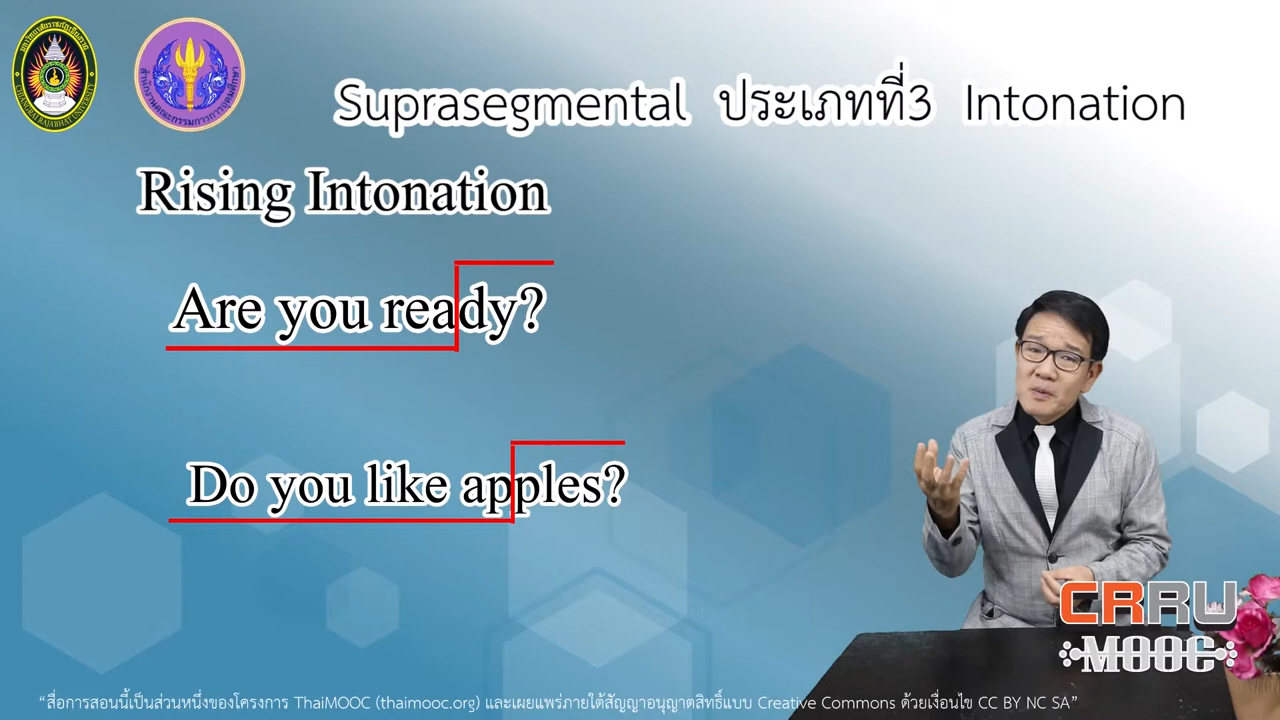 Suprasegmental ประเภทที่3 Intonation
Rising Intonation
Are you ready?
Do you like apples?
CRRU
MOOC
“สื่อการสอนนี้เป็นส่วนหนึ่งของโครงการ ThaiMOOC (thaimooc.org) และเผยแพร่ภายใต้สัญญาอนุญาตสิทธิ์แบบ Creative Commons ด้วยเงื่อนไข CC BY NC SA”